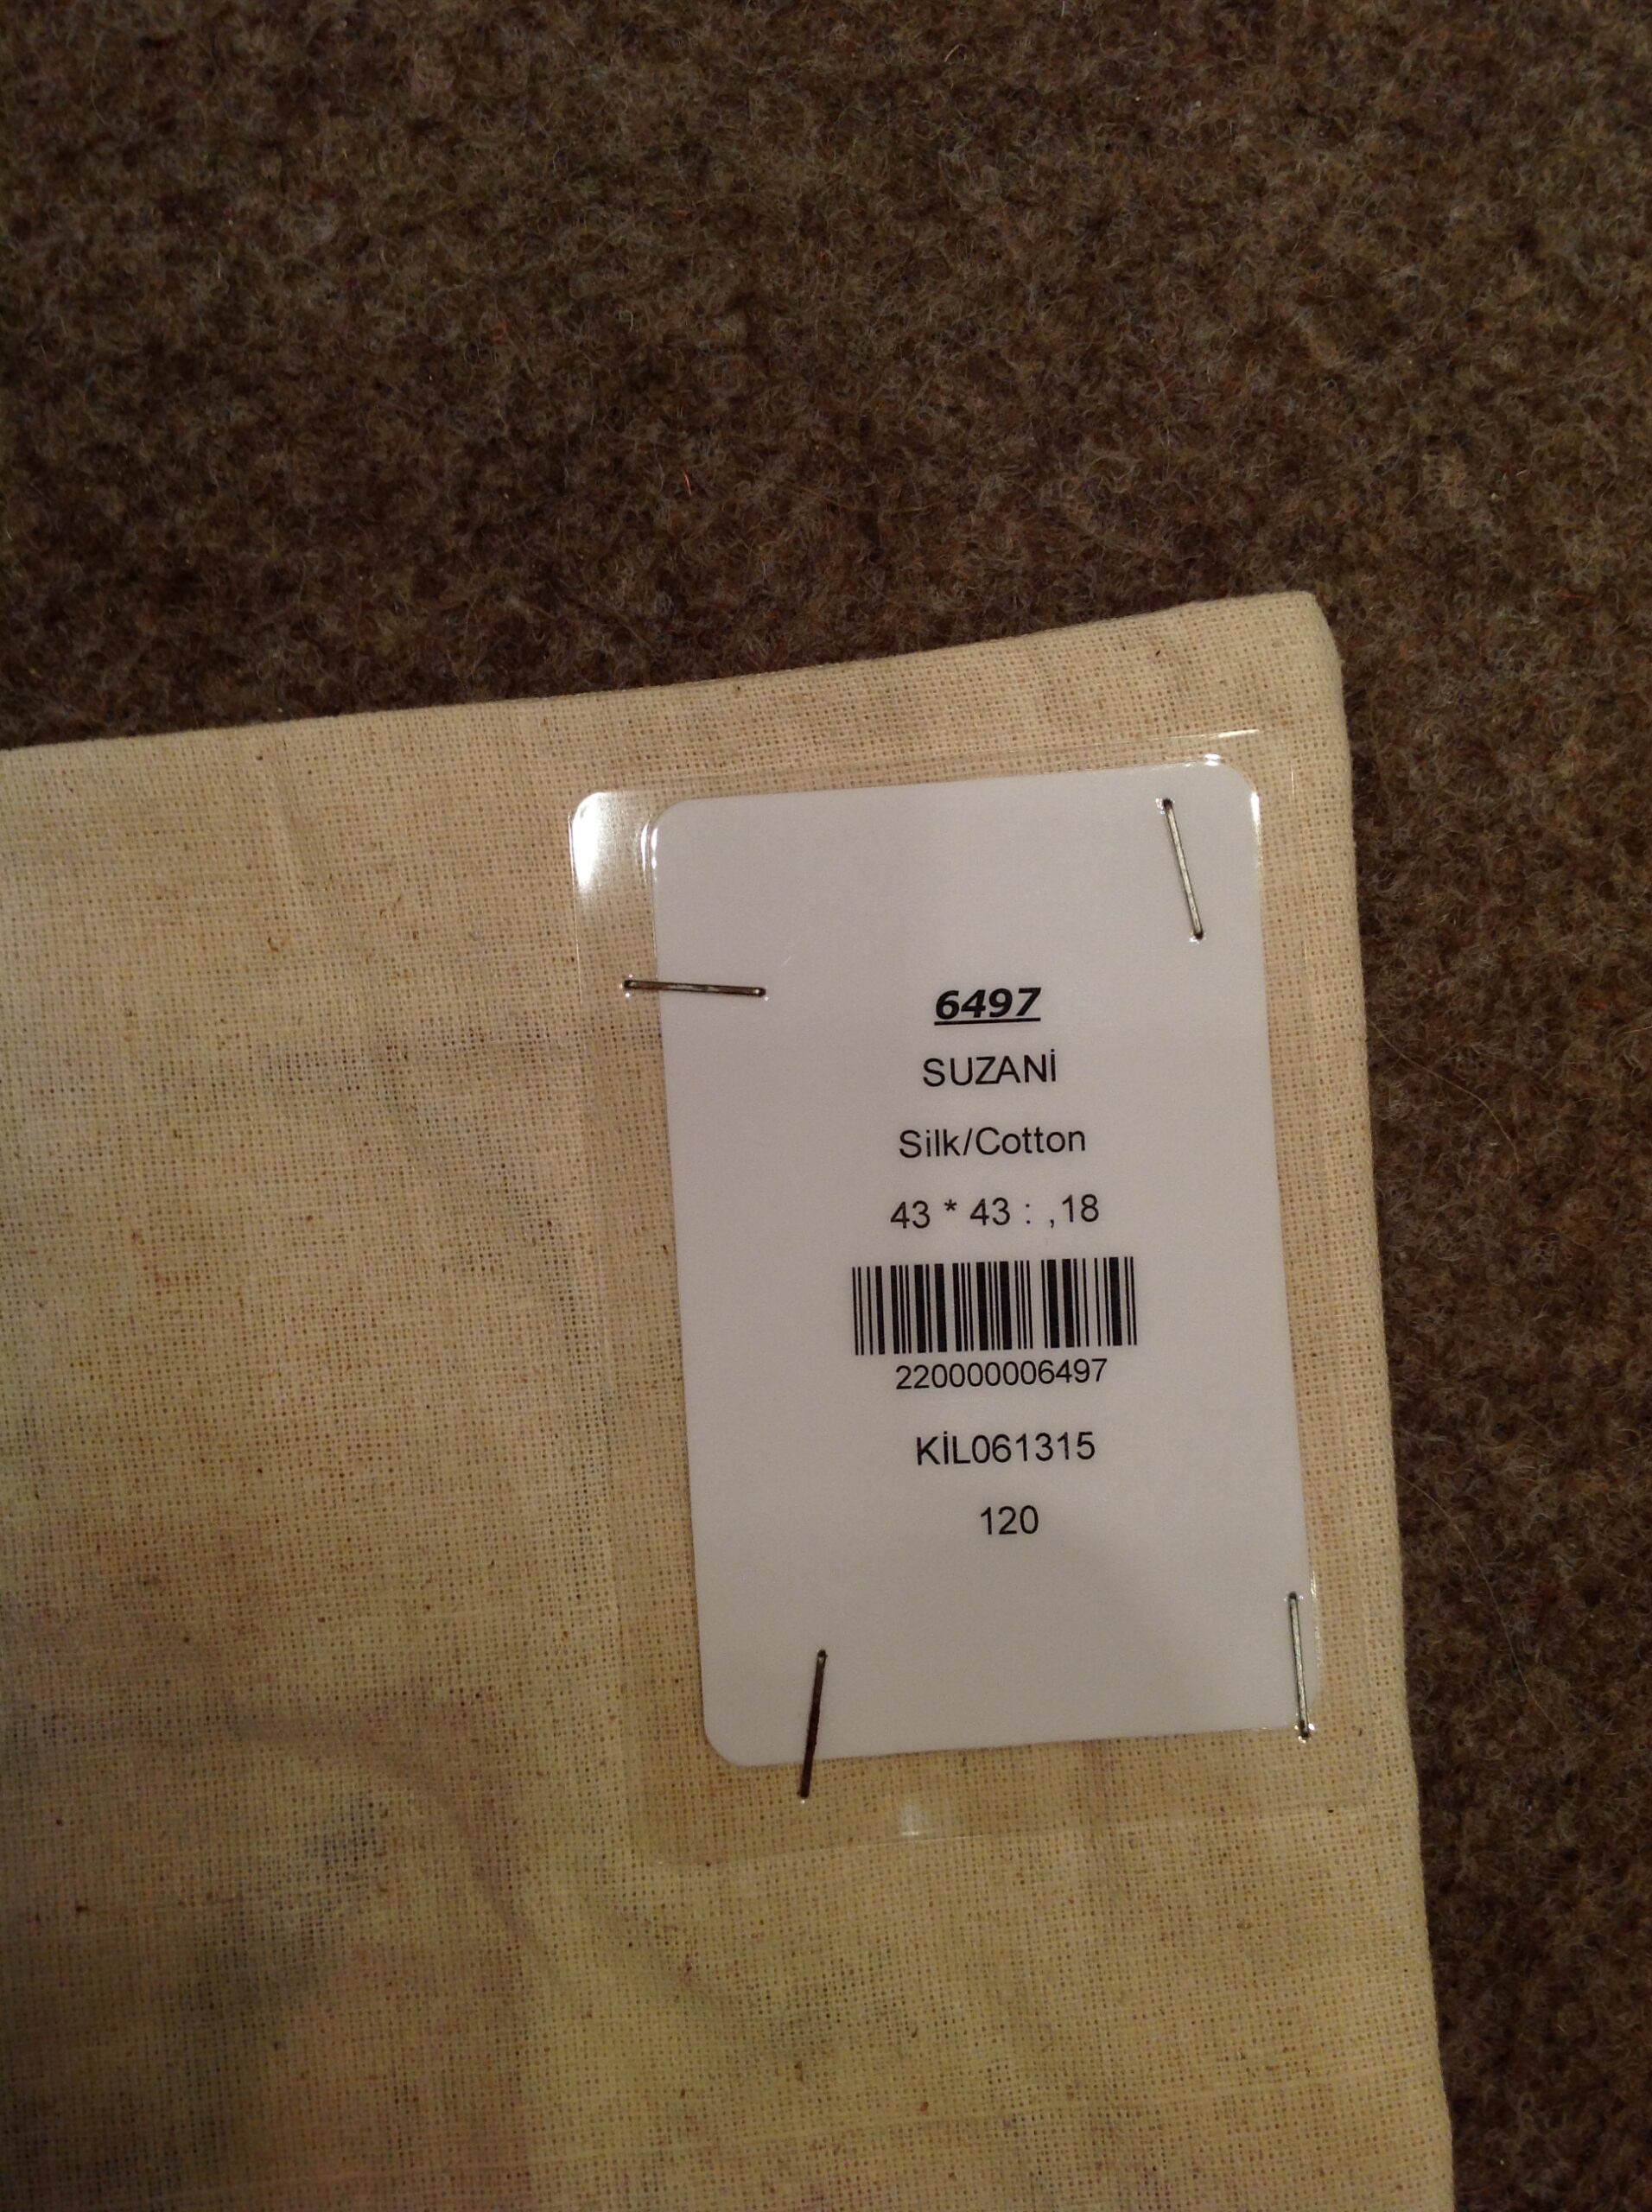 6497
SUZANİ
Silk/Cotton
43 * 43 : ,18
220000006497
KİL061315
120